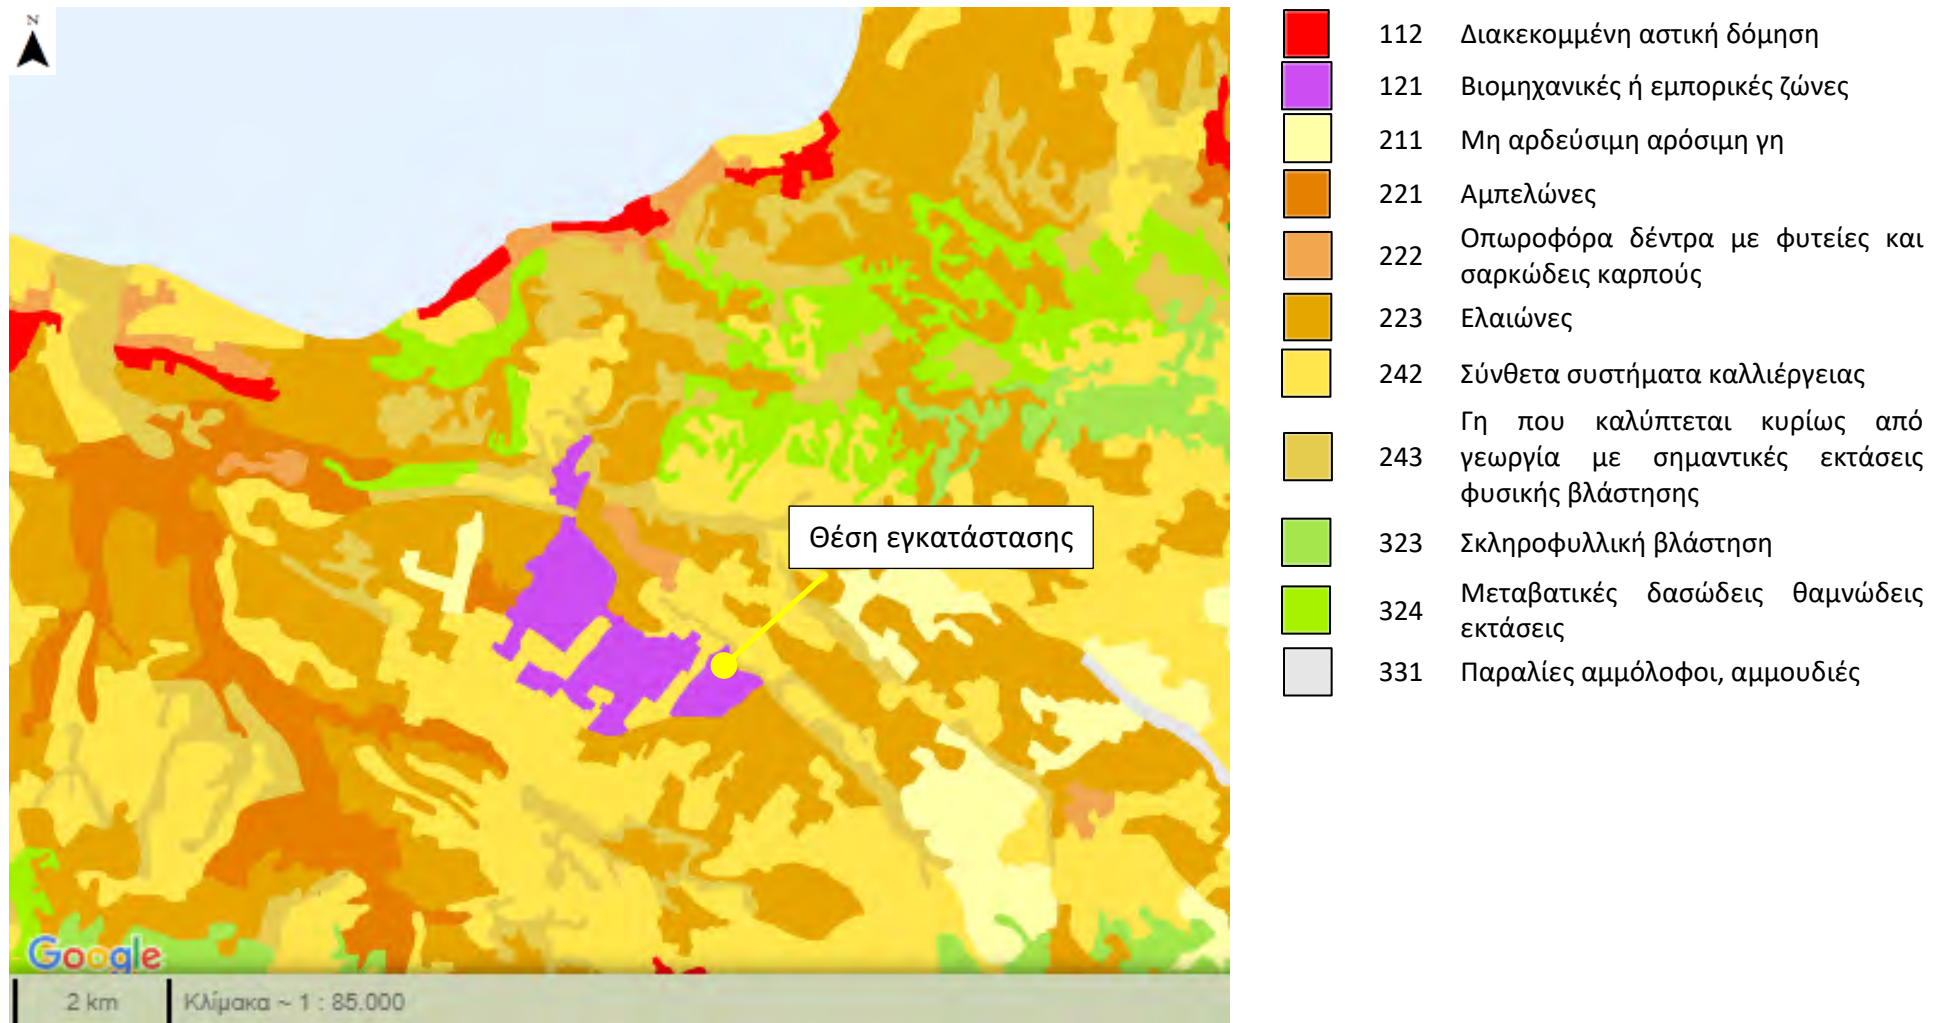 N
112 Διακεκομμένη αστική δόμηση
121 Βιομηχανικές ή εμπορικές ζώνες
211 Μη αρδεύσιμη αρόσιμη γη
221 Αμπελώνες
222 Οπωροφόρα δέντρα με φυτείες και
σαρκώδεις καρπούς
223 Ελαιώνες
242 Σύνθετα συστήματα καλλιέργειας
243 Γη που καλύπτεται κυρίως από
γεωργία με σημαντικές εκτάσεις
φυσικής βλάστησης
323 Σκληροφυλλική βλάστηση
324 Μεταβατικές δασώδεις θαμνώδεις
εκτάσεις
331 Παραλίες αμμόλοφοι, αμμουδιές
Θέση εγκατάστασης
Google
2 km Κλίμακα ~ 1 : 85.000